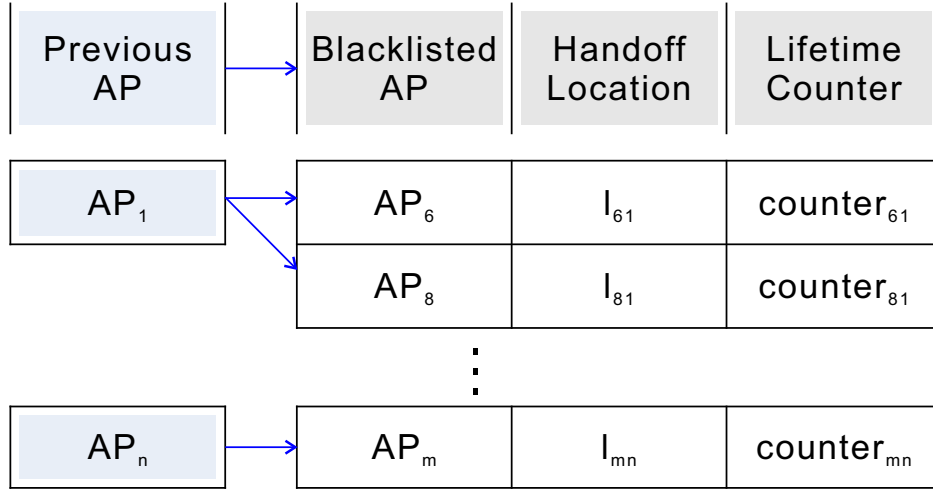 Previous AP
Blacklisted AP
Handoff Location
Lifetime Counter
AP₁
AP₆
l₆₁
counter₆₁
AP₈
l₈₁
counter₈₁
⋮
APₙ
APₘ
lₘₙ
counterₘₙ